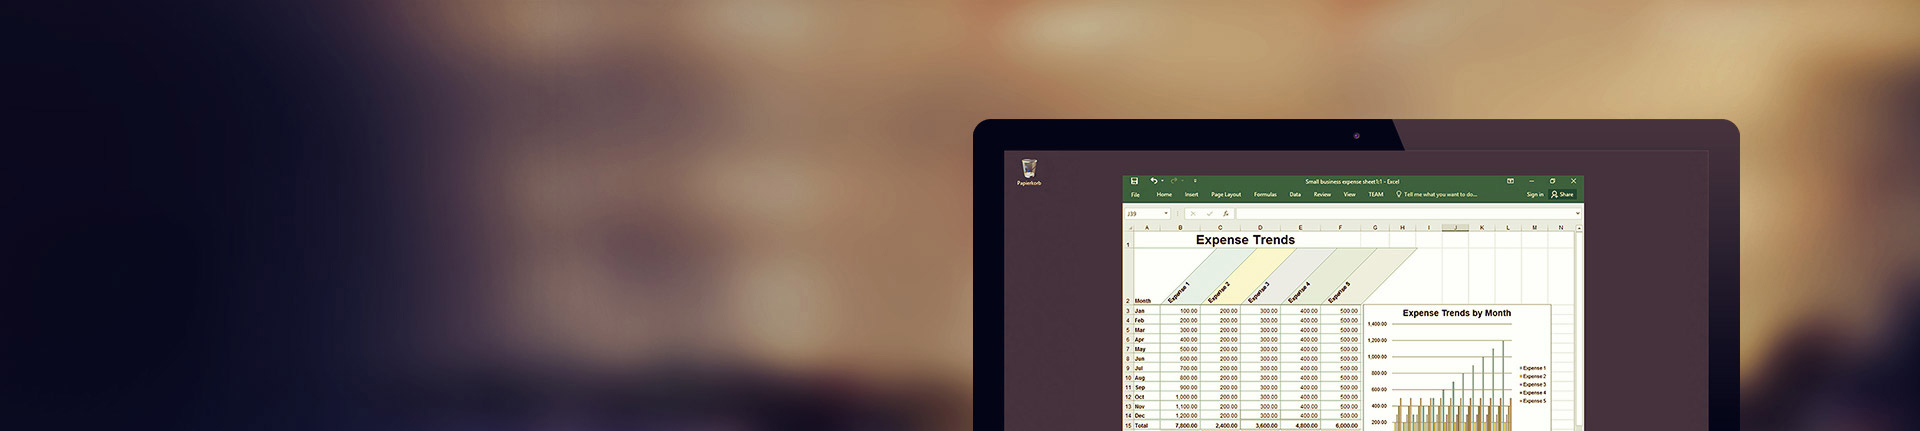 Papierkorb
Small business expense sheet1:1 - Excel
File Home Insert Page Layout Formulas Data Review View TEAM Tell me what you want to do... Sign in Share
J39 fx
A B C D E F G H I J K L M N
1 Expense Trends
2 Month Expense 1 Expense 2 Expense 3 Expense 4 Expense 5
3 Jan 100.00 200.00 300.00 400.00 500.00
4 Feb 200.00 200.00 300.00 400.00 500.00
5 Mar 300.00 200.00 300.00 400.00 500.00
6 Apr 400.00 200.00 300.00 400.00 500.00
7 May 500.00 200.00 300.00 400.00 500.00
8 Jun 600.00 200.00 300.00 400.00 500.00
9 Jul 700.00 200.00 300.00 400.00 500.00
10 Aug 800.00 200.00 300.00 400.00 500.00
11 Sep 900.00 200.00 300.00 400.00 500.00
12 Oct 1,000.00 200.00 300.00 400.00 500.00
13 Nov 1,100.00 200.00 300.00 400.00 500.00
14 Dec 1,200.00 200.00 300.00 400.00 500.00
15 Total 7,800.00 2,400.00 3,600.00 4,800.00 6,000.00
Expense Trends by Month
1,400.00
1,200.00
1,000.00
800.00
600.00
400.00
200.00
Expense 1
Expense 2
Expense 3
Expense 4
Expense 5